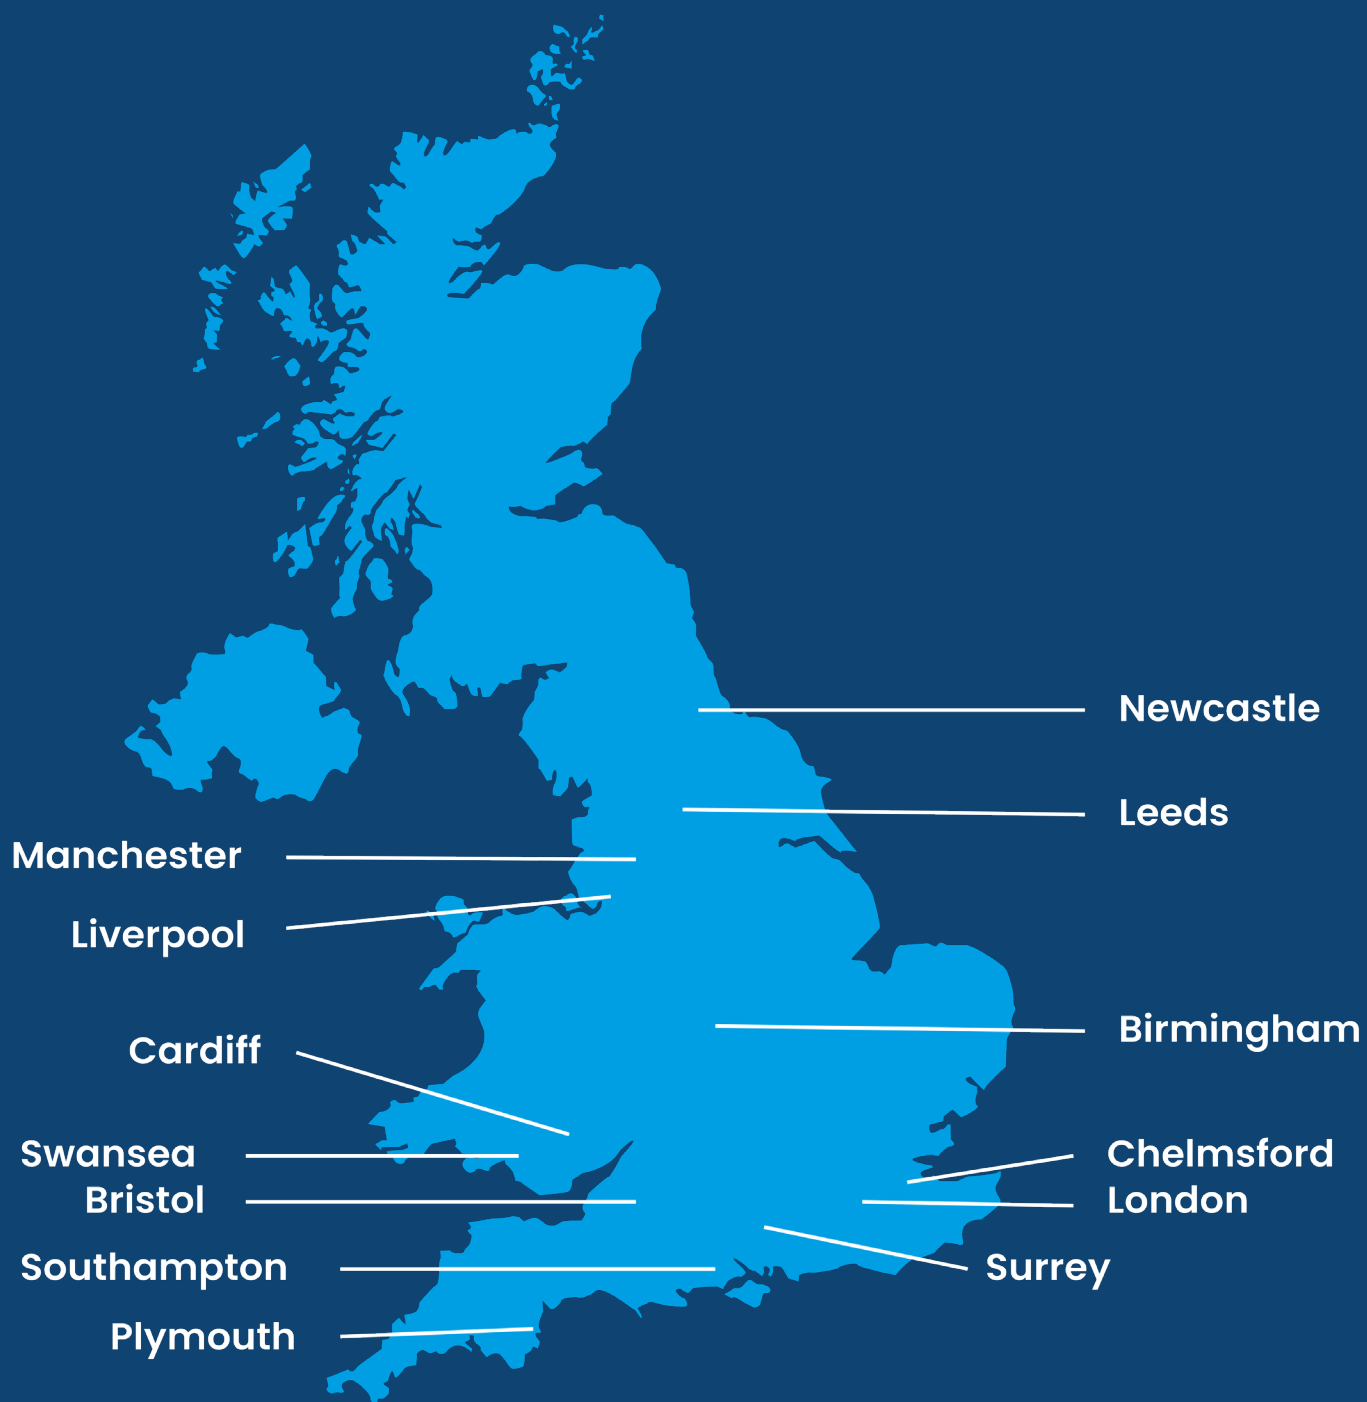 Newcastle
Leeds
Manchester
Liverpool
Birmingham
Cardiff
Swansea
Chelmsford
Bristol
London
Southampton
Surrey
Plymouth